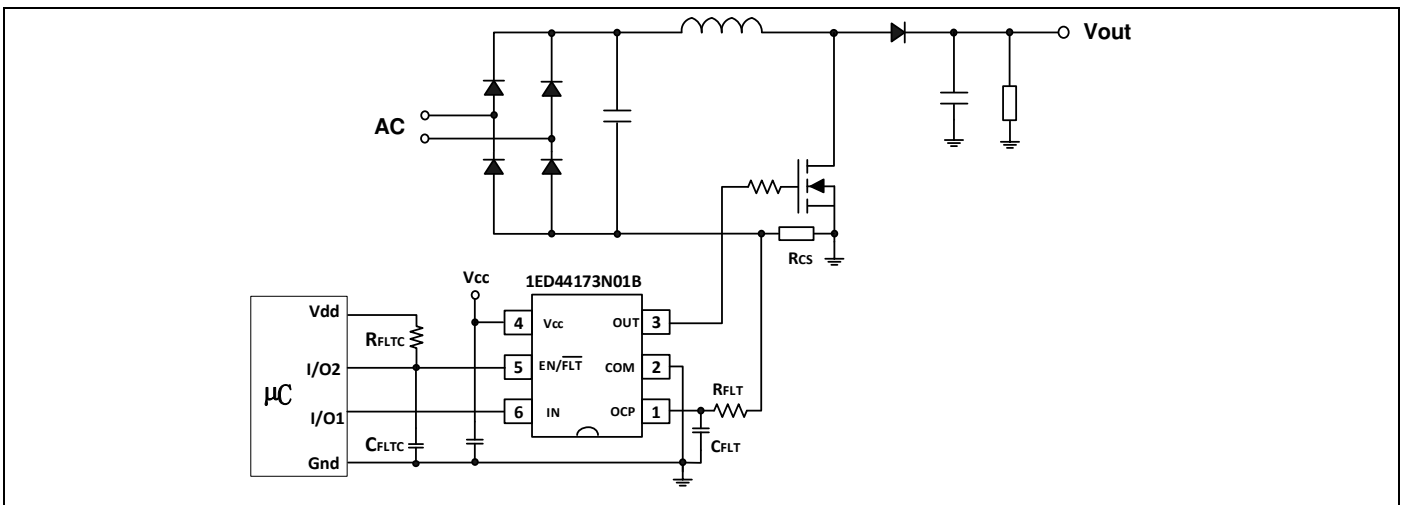 Vout
AC
RCS
Vcc
1ED44173N01B
Vdd
RFLTC
4 Vcc OUT 3
I/O2
5 EN/FLT COM 2
μC
RFLT
I/O1
6 IN OCP 1
CFLTC
CFLT
Gnd